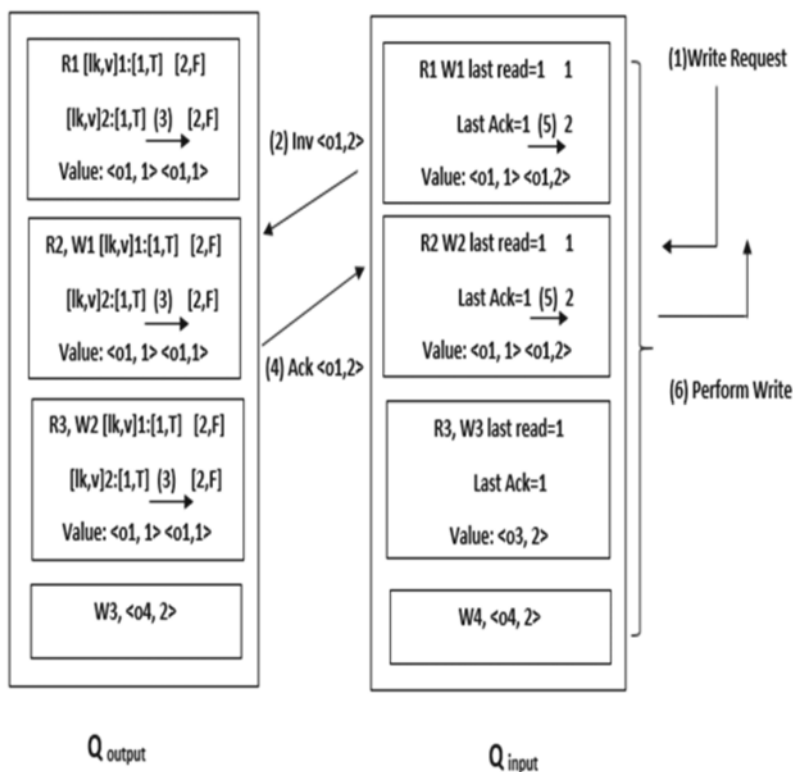 R1 [lk,v]1:[1,T] [2,F]
[lk,v]2:[1,T] (3) [2,F]
Value: <o1, 1> <o1,1>
R2, W1 [lk,v]1:[1,T] [2,F]
[lk,v]2:[1,T] (3) [2,F]
Value: <o1, 1> <o1,1>
R3, W2 [lk,v]1:[1,T] [2,F]
[lk,v]2:[1,T] (3) [2,F]
Value: <o1, 1> <o1,1>
W3, <o4, 2>
Q output
(2) Inv <o1,2>
(4) Ack <o1,2>
R1 W1 last read=1 1
Last Ack=1 (5) 2
Value: <o1, 1> <o1,2>
R2 W2 last read=1 1
Last Ack=1 (5) 2
Value: <o1, 1> <o1,2>
R3, W3 last read=1
Last Ack=1
Value: <o3, 2>
W4, <o4, 2>
Q input
(1)Write Request
(6) Perform Write